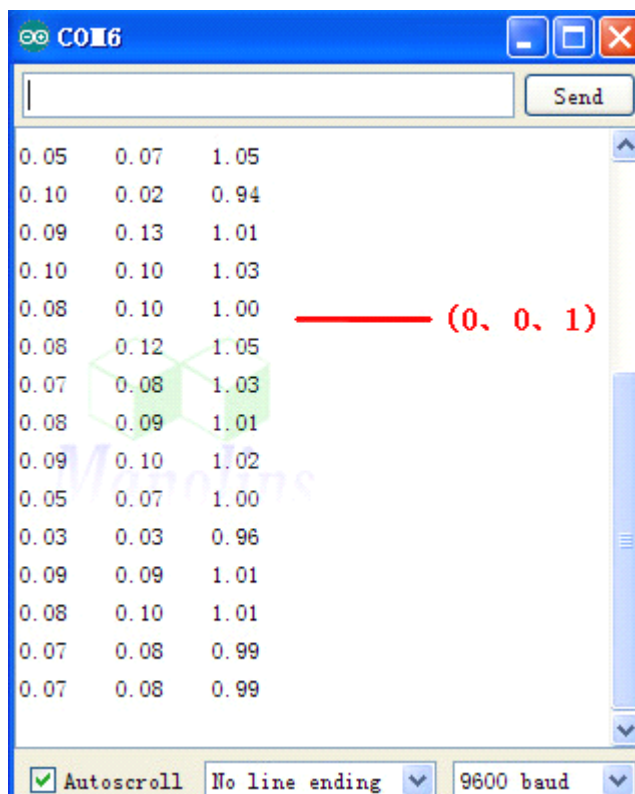 COM6
Send
0.05 0.07 1.05
0.10 0.02 0.94
0.09 0.13 1.01
0.10 0.10 1.03
0.08 0.10 1.00
(0、0、1)
0.08 0.12 1.05
0.07 0.08 1.03
0.08 0.09 1.01
0.09 0.10 1.02
Manolins
0.05 0.07 1.00
0.03 0.03 0.96
0.09 0.09 1.01
0.08 0.10 1.01
0.07 0.08 0.99
0.07 0.08 0.99
Autoscroll No line ending 9600 baud